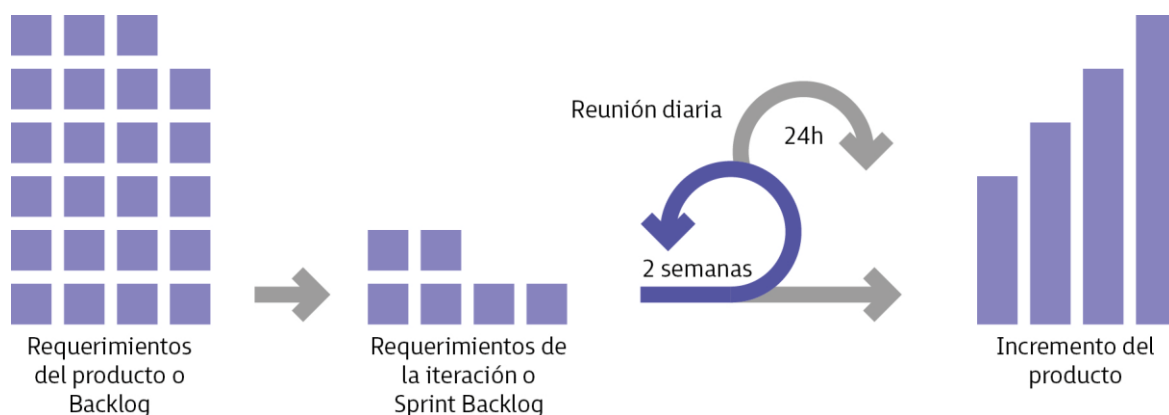 Requerimientos
del producto o
Backlog
Requerimientos de
la iteración o
Sprint Backlog
Reunión diaria
24h
2 semanas
Incremento del
producto